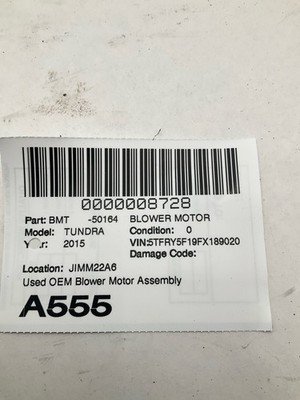 0000008728
Part: BMT -50164 BLOWER MOTOR
Model: TUNDRA Condition: 0
Year: 2015 VIN:5TFRY5F19FX189020
Damage Code:
Location: JIMM22A6
Used OEM Blower Motor Assembly
A555